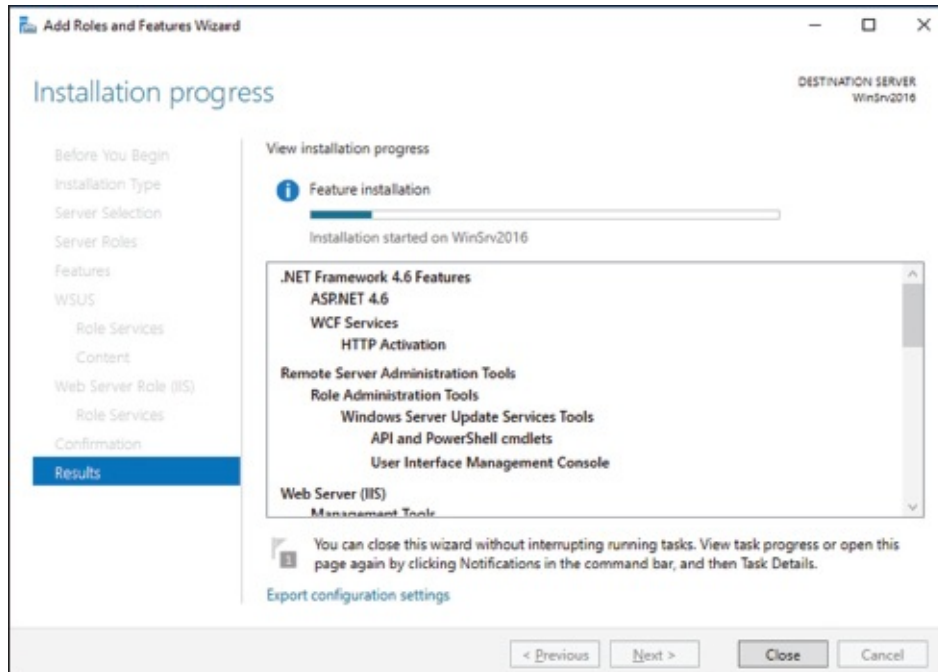 Add Roles and Features Wizard
Installation progress
DESTINATION SERVER
WinSrv2016
Before You Begin
Installation Type
Server Selection
Server Roles
Features
WSUS
Role Services
Content
Web Server Role (IIS)
Role Services
Confirmation
Results
View installation progress
Feature installation
Installation started on WinSrv2016
.NET Framework 4.6 Features
ASP.NET 4.6
WCF Services
HTTP Activation
Remote Server Administration Tools
Role Administration Tools
Windows Server Update Services Tools
API and PowerShell cmdlets
User Interface Management Console
Web Server (IIS)
Management Tools
1
You can close this wizard without interrupting running tasks. View task progress or open this
page again by clicking Notifications in the command bar, and then Task Details.
Export configuration settings
< Previous
Next >
Close
Cancel